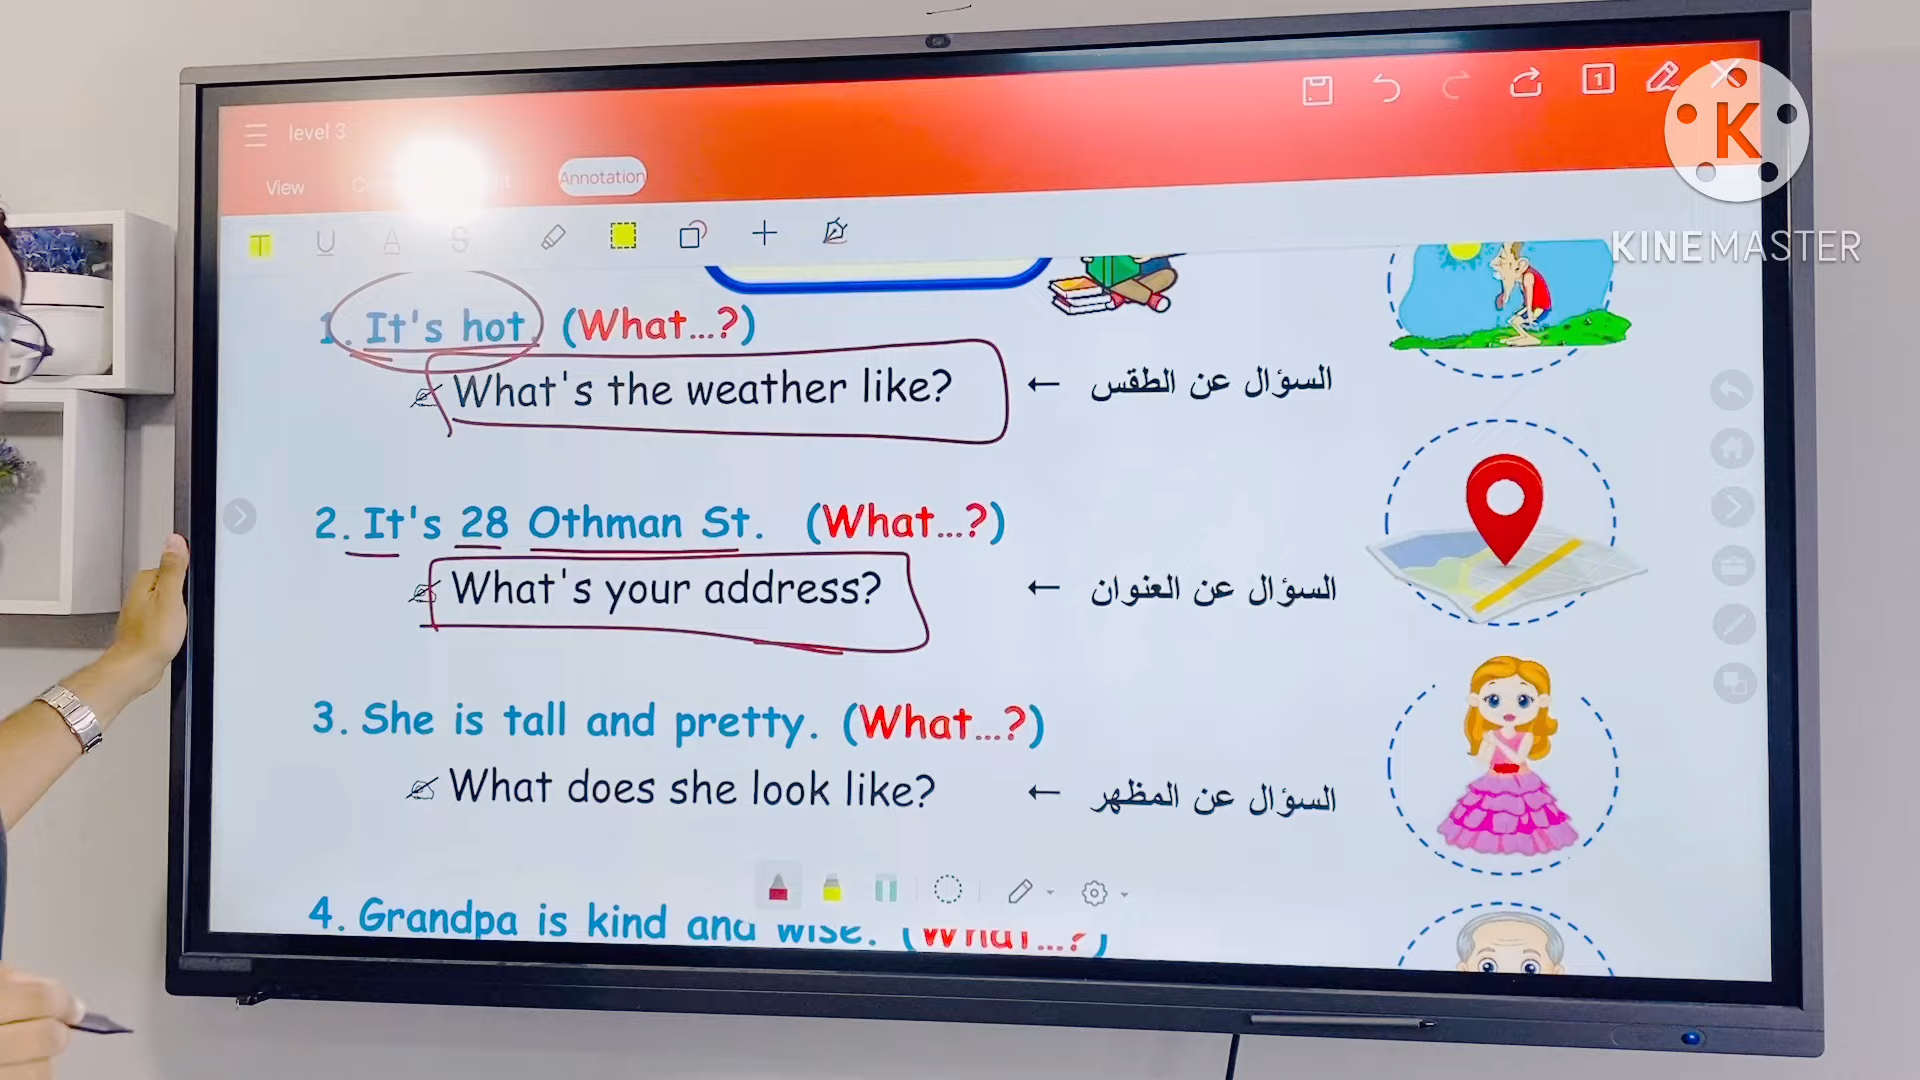 level 3
View
Annotation
1
K
KINEMASTER
T U A S
1. It's hot. (What...?)
What's the weather like? ← السؤال عن الطقس
2. It's 28 Othman St. (What...?)
What's your address? ← السؤال عن العنوان
3. She is tall and pretty. (What...?)
What does she look like? ← السؤال عن المظهر
4. Grandpa is kind and wise. (What...?)